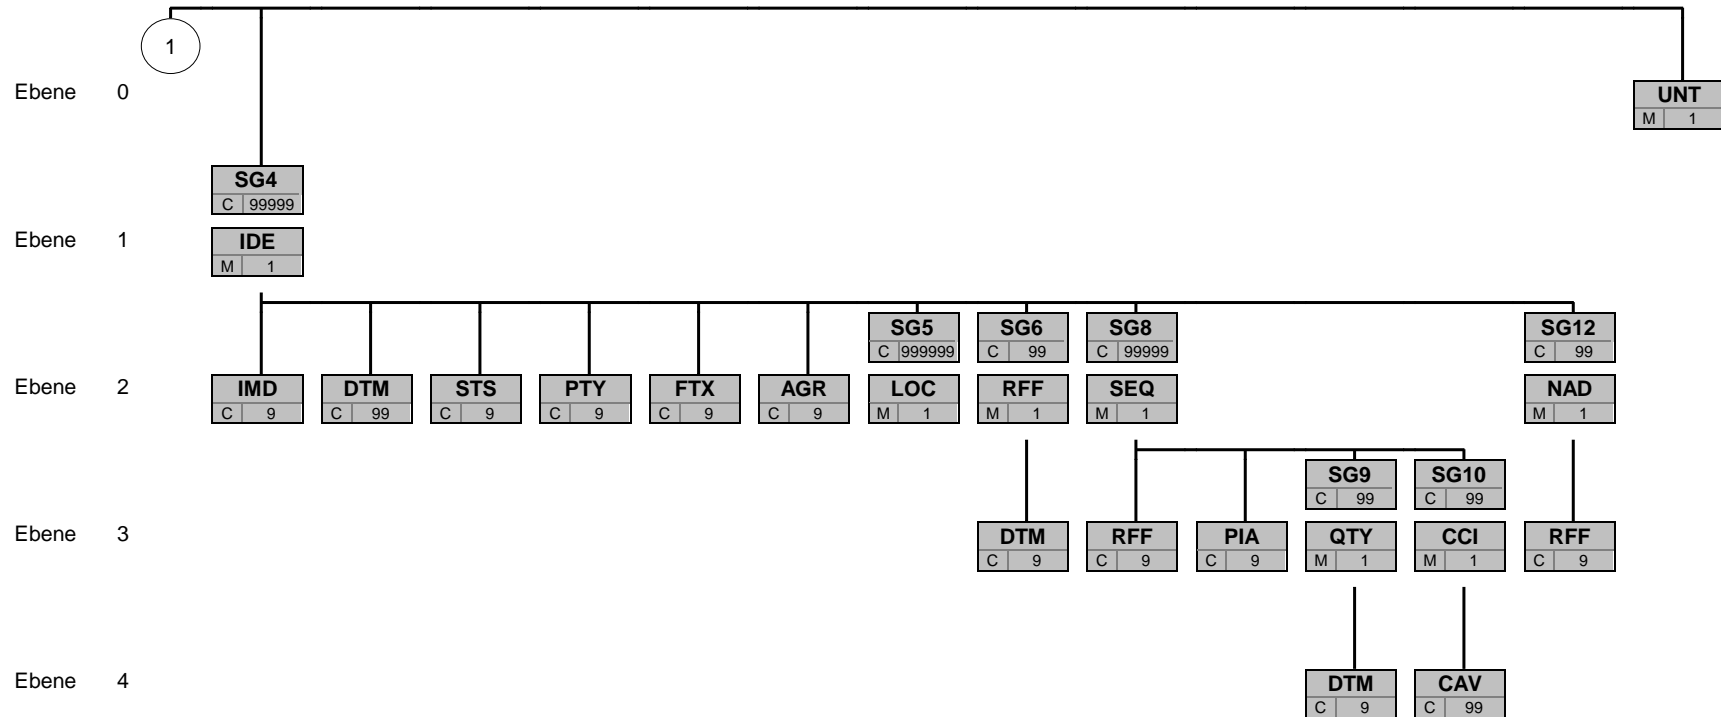 1
Ebene 0
UNT
M 1
SG4
C 99999
Ebene 1
IDE
M 1
SG5 SG6 SG8 SG12
C 999999 C 99 C 99999 C 99
Ebene 2
IMD DTM STS PTY FTX AGR LOC RFF SEQ NAD
C 9 C 99 C 9 C 9 C 9 C 9 M 1 M 1 M 1 M 1
SG9 SG10
C 99 C 99
Ebene 3
DTM RFF PIA QTY CCI RFF
C 9 C 9 C 9 M 1 M 1 C 9
Ebene 4
DTM CAV
C 9 C 99